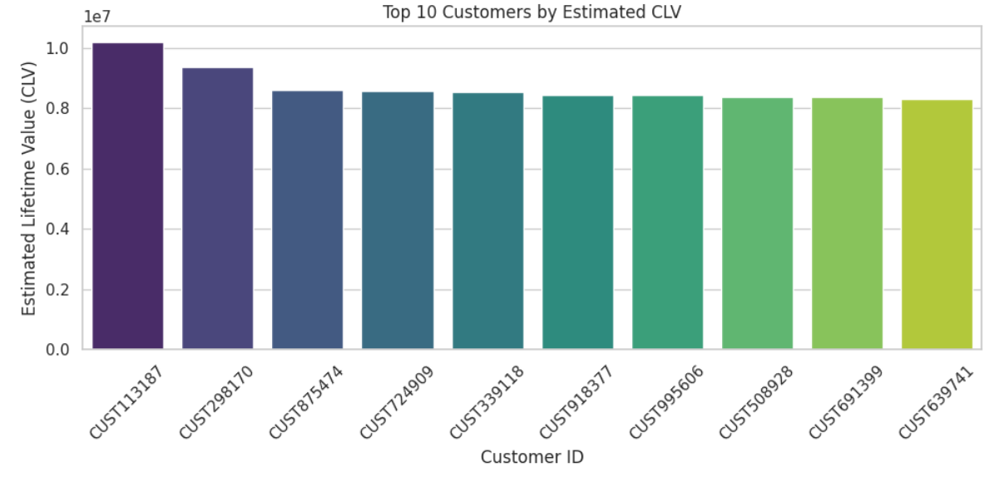 Top 10 Customers by Estimated CLV
1e7
Estimated Lifetime Value (CLV)
1.0
0.8
0.6
0.4
0.2
0.0
CUST113187
CUST298170
CUST875474
CUST724909
CUST339118
CUST918377
CUST995606
CUST508928
CUST691399
CUST639741
Customer ID